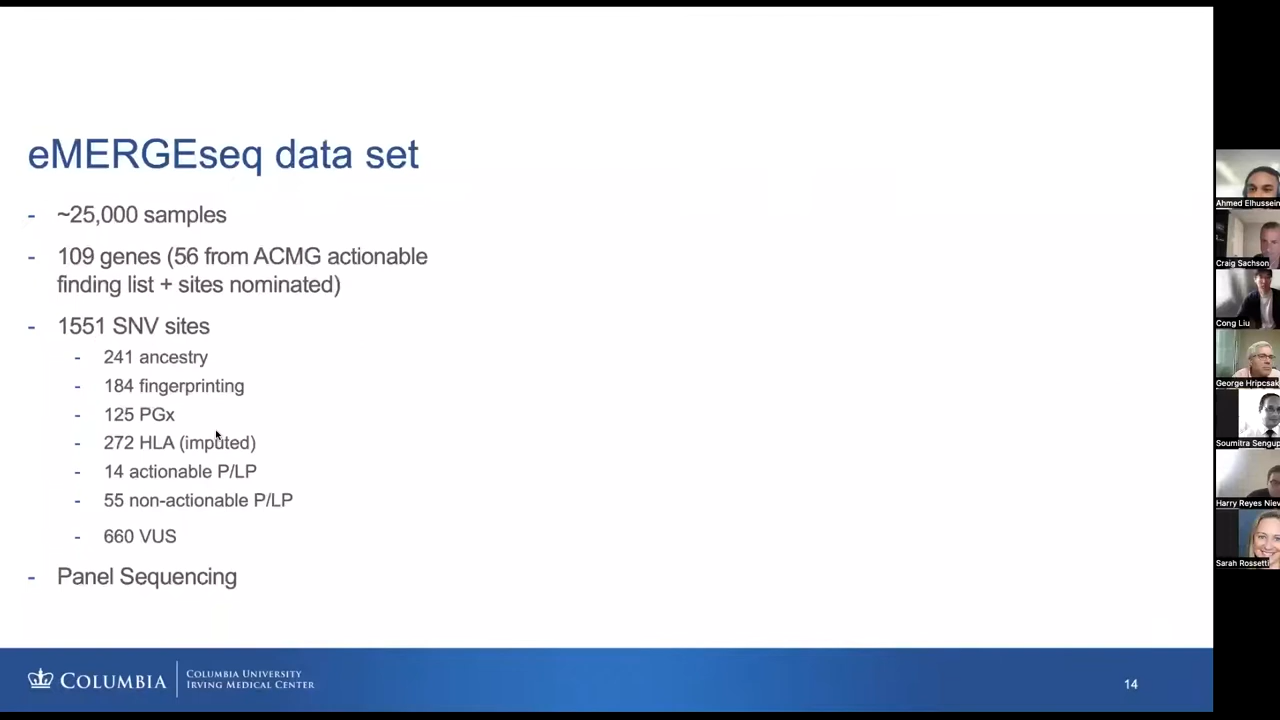 eMERGEseq data set
- ~25,000 samples
- 109 genes (56 from ACMG actionable
finding list + sites nominated)
- 1551 SNV sites
- 241 ancestry
- 184 fingerprinting
- 125 PGx
- 272 HLA (imputed)
- 14 actionable P/LP
- 55 non-actionable P/LP
- 660 VUS
- Panel Sequencing
COLUMBIA
COLUMBIA UNIVERSITY
IRVING MEDICAL CENTER
14
Ahmed Elhussein
Craig Sachson
Cong Liu
George Hripcsak
Soumitra Sengup
Harry Reyes Niev
Sarah Rossetti